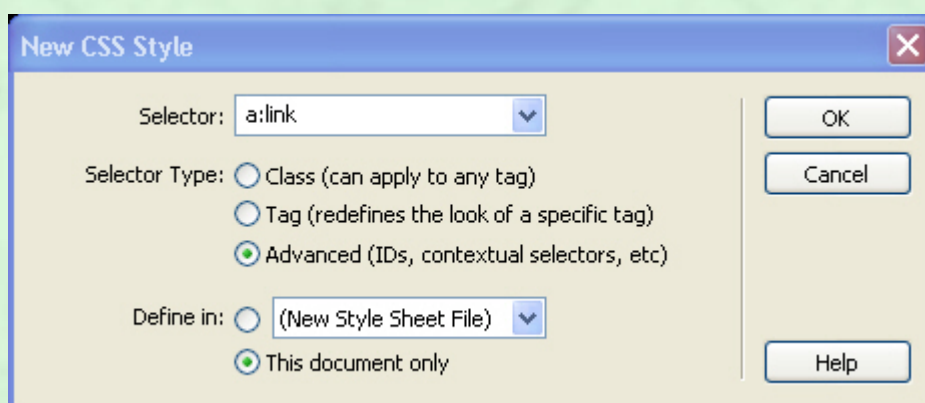 New CSS Style
Selector: a:link
OK
Selector Type: Class (can apply to any tag)
Cancel
Tag (redefines the look of a specific tag)
Advanced (IDs, contextual selectors, etc)
Define in: (New Style Sheet File)
This document only
Help